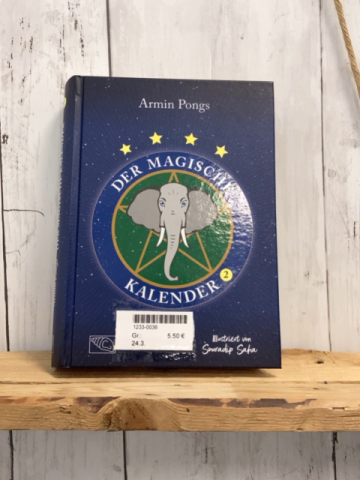 Armin Pongs
DER MAGISCHE
KALENDER
2
1233-0036
Gr.: 5.50 €
24.3.
Illustriert von
Souradip Saha